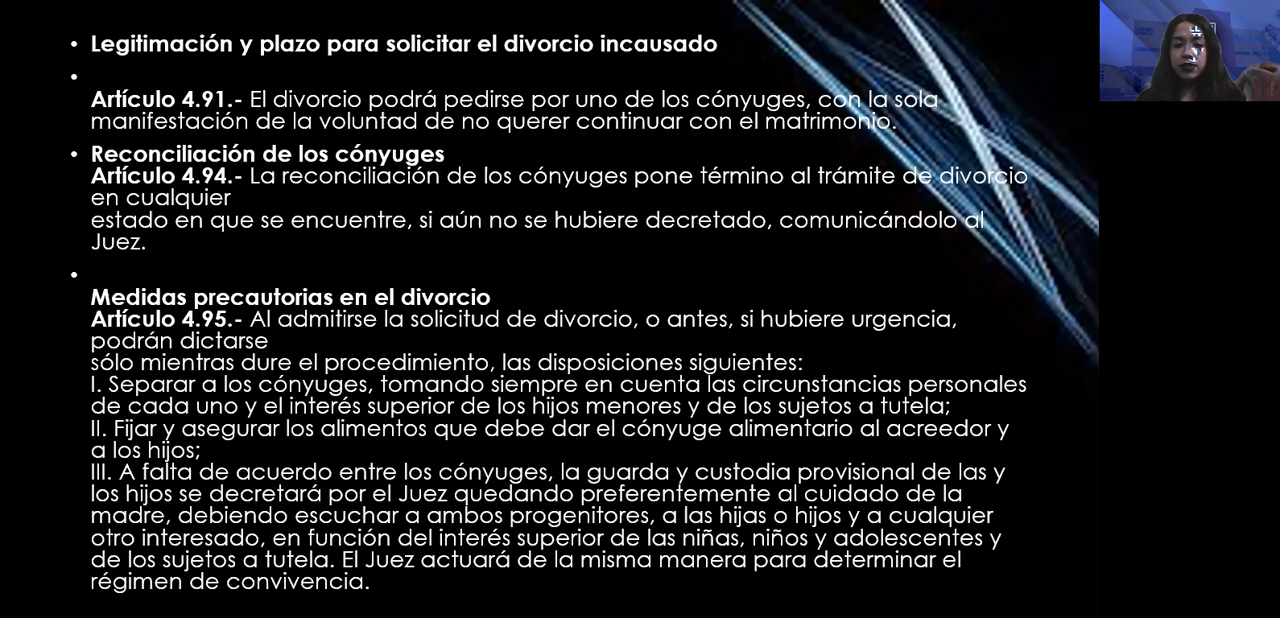 • Legitimación y plazo para solicitar el divorcio incausado
•
Artículo 4.91.- El divorcio podrá pedirse por uno de los cónyuges, con la sola
manifestación de la voluntad de no querer continuar con el matrimonio.
• Reconciliación de los cónyuges
Artículo 4.94.- La reconciliación de los cónyuges pone término al trámite de divorcio
en cualquier
estado en que se encuentre, si aún no se hubiere decretado, comunicándolo al
Juez.
•
Medidas precautorias en el divorcio
Artículo 4.95.- Al admitirse la solicitud de divorcio, o antes, si hubiere urgencia,
podrán dictarse
sólo mientras dure el procedimiento, las disposiciones siguientes:
I. Separar a los cónyuges, tomando siempre en cuenta las circunstancias personales
de cada uno y el interés superior de los hijos menores y de los sujetos a tutela;
II. Fijar y asegurar los alimentos que debe dar el cónyuge alimentario al acreedor y
a los hijos;
III. A falta de acuerdo entre los cónyuges, la guarda y custodia provisional de las y
los hijos se decretará por el Juez quedando preferentemente al cuidado de la
madre, debiendo escuchar a ambos progenitores, a las hijas o hijos y a cualquier
otro interesado, en función del interés superior de las niñas, niños y adolescentes y
de los sujetos a tutela. El Juez actuará de la misma manera para determinar el
régimen de convivencia.